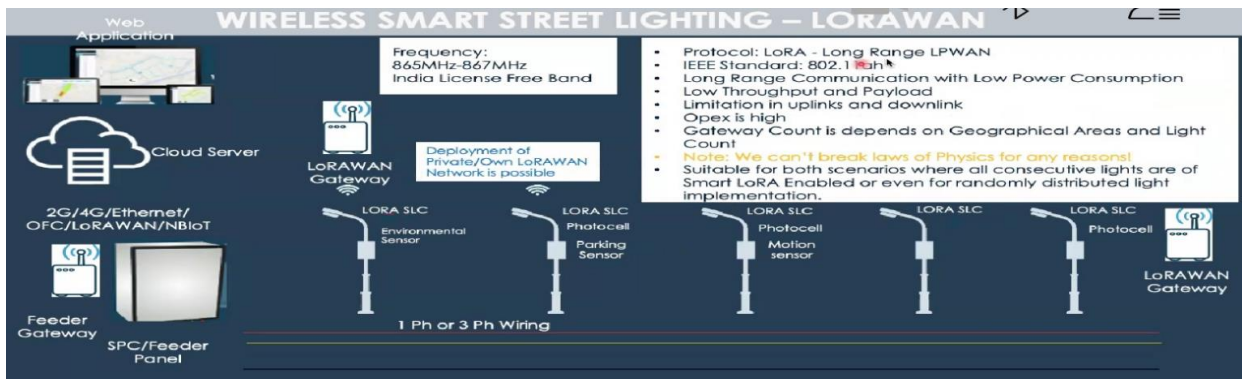 WIRELESS SMART STREET LIGHTING – LORAWAN
Web
Application
Frequency:
865MHz-867MHz
India License Free Band
• Protocol: LoRA - Long Range LPWAN
• IEEE Standard: 802.11ah
• Long Range Communication with Low Power Consumption
• Low Throughput and Payload
• Limitation in uplinks and downlink
• Opex is high
• Gateway Count is depends on Geographical Areas and Light
Count
• Note: We can't break laws of Physics for any reasons!
• Suitable for both scenarios where all consecutive lights are of
Smart LoRA Enabled or even for randomly distributed light
implementation.
Cloud Server
LoRAWAN
Gateway
Deployment of
Private/Own LoRAWAN
Network is possible
2G/4G/Ethernet/
OFC/LoRAWAN/NBIoT
LORA SLC
Environmental
Sensor
LORA SLC
Photocell
Parking
Sensor
LORA SLC
Photocell
Motion
sensor
LORA SLC
LORA SLC
Photocell
LoRAWAN
Gateway
Feeder
Gateway
SPC/Feeder
Panel
1 Ph or 3 Ph Wiring